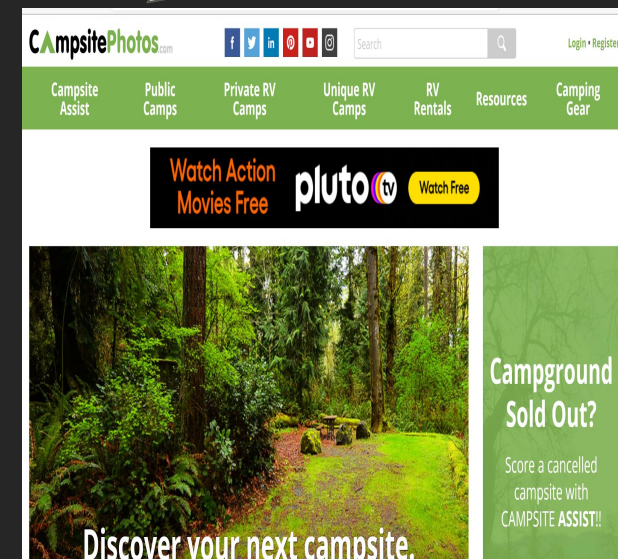 CAmpsitePhotos.com
Search
Login • Register
Campsite Assist
Public Camps
Private RV Camps
Unique RV Camps
RV Rentals
Resources
Camping Gear
Watch Action
Movies Free
pluto tv
Watch Free
Campground
Sold Out?
Score a cancelled
campsite with
CAMPSITE ASSIST!!
Discover your next campsite.